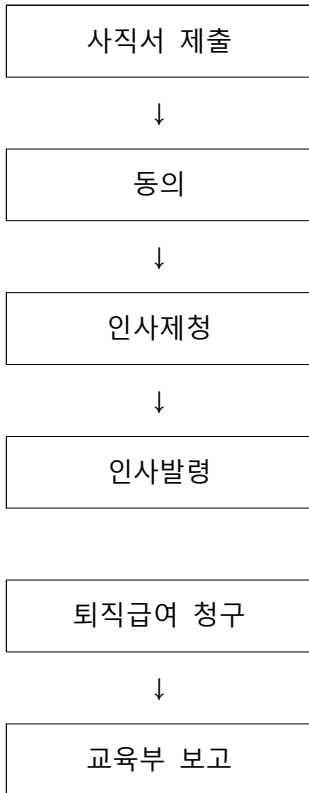 사직서 제출
↓
동의
↓
인사제청
↓
인사발령
퇴직급여 청구
↓
교육부 보고